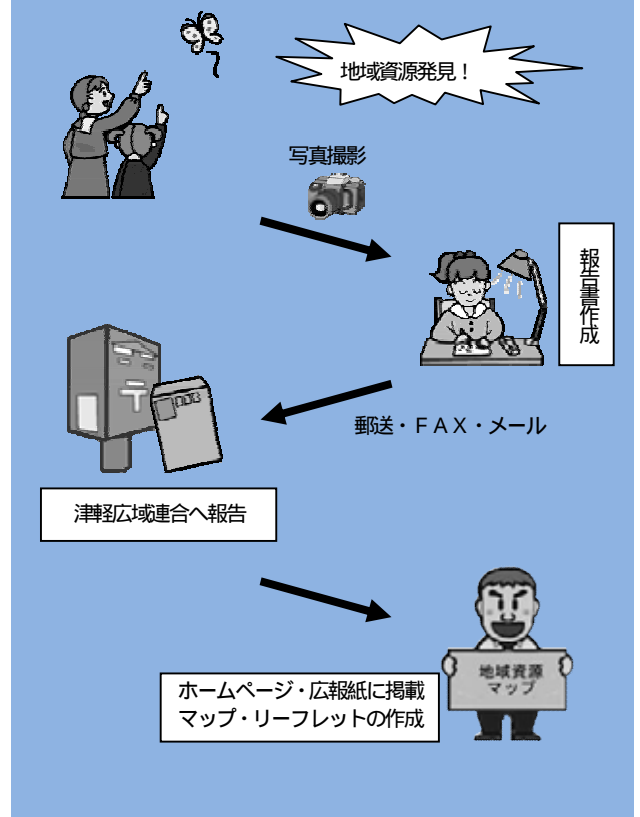 地域資源発見！
写真撮影
報告書作成
郵送・ＦＡＸ・メール
津軽広域連合へ報告
地域資源
マップ
ホームページ・広報紙に掲載
マップ・リーフレットの作成